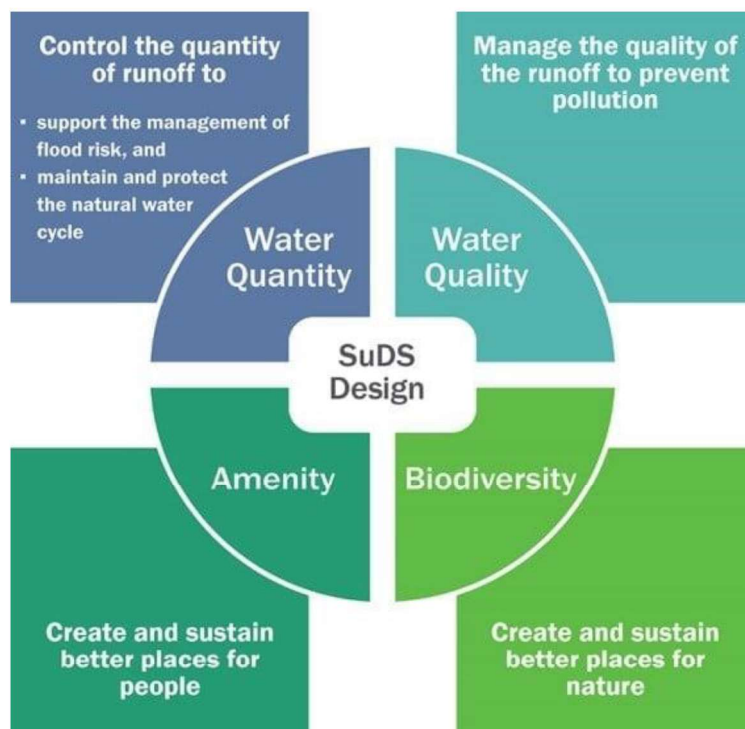 Control the quantity
of runoff to
▪ support the management of
flood risk, and
▪ maintain and protect
the natural water
cycle
Manage the quality of
the runoff to prevent
pollution
Water
Quantity
Water
Quality
SuDS
Design
Amenity
Biodiversity
Create and sustain
better places for
people
Create and sustain
better places for
nature